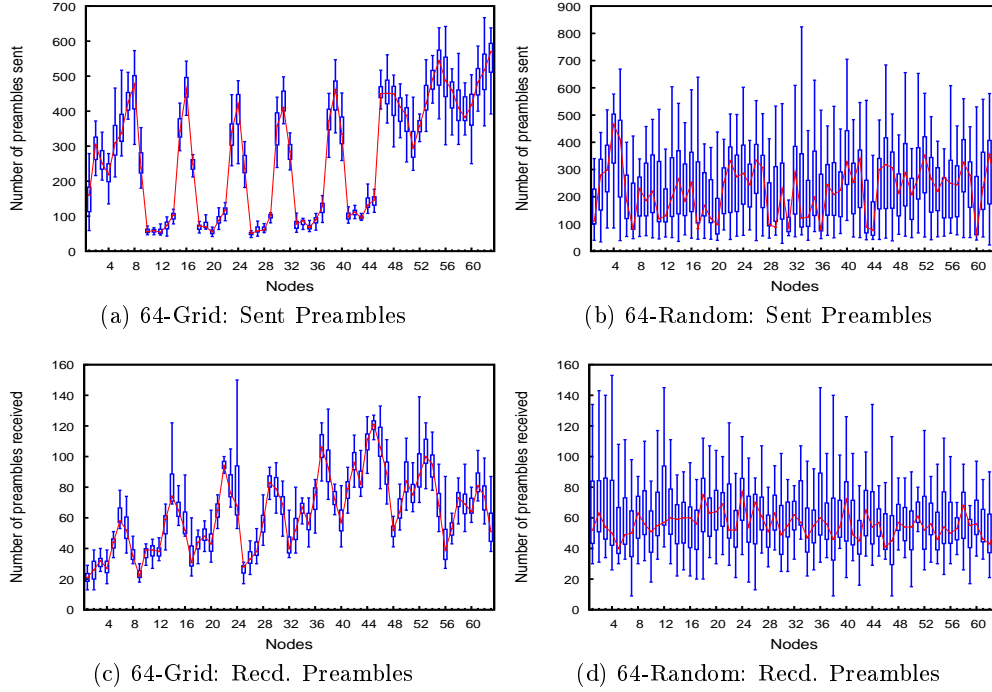 700
600
500
400
300
200
100
0
Number of preambles sent
4 8 12 16 20 24 28 32 36 40 44 48 52 56 60
Nodes
(a) 64-Grid: Sent Preambles
900
800
700
600
500
400
300
200
100
0
Number of preambles sent
4 8 12 16 20 24 28 32 36 40 44 48 52 56 60
Nodes
(b) 64-Random: Sent Preambles
160
140
120
100
80
60
40
20
0
Number of preambles received
4 8 12 16 20 24 28 32 36 40 44 48 52 56 60
Nodes
(c) 64-Grid: Recd. Preambles
160
140
120
100
80
60
40
20
0
Number of preambles received
4 8 12 16 20 24 28 32 36 40 44 48 52 56 60
Nodes
(d) 64-Random: Recd. Preambles